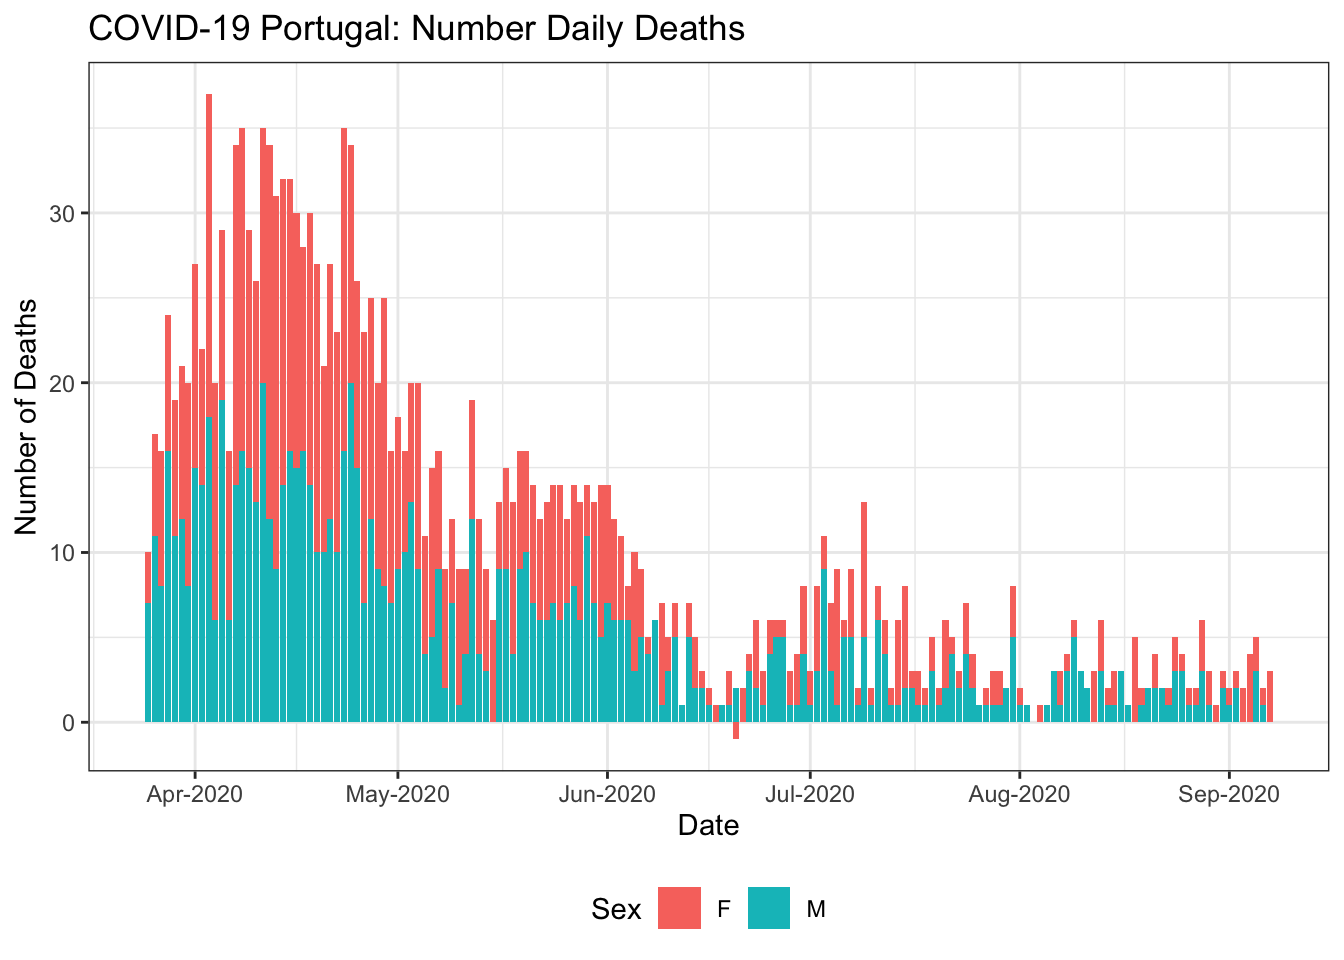 COVID-19 Portugal: Number Daily Deaths
Number of Deaths
30
20
10
0
Apr-2020 May-2020 Jun-2020 Jul-2020 Aug-2020 Sep-2020
Date
Sex F M